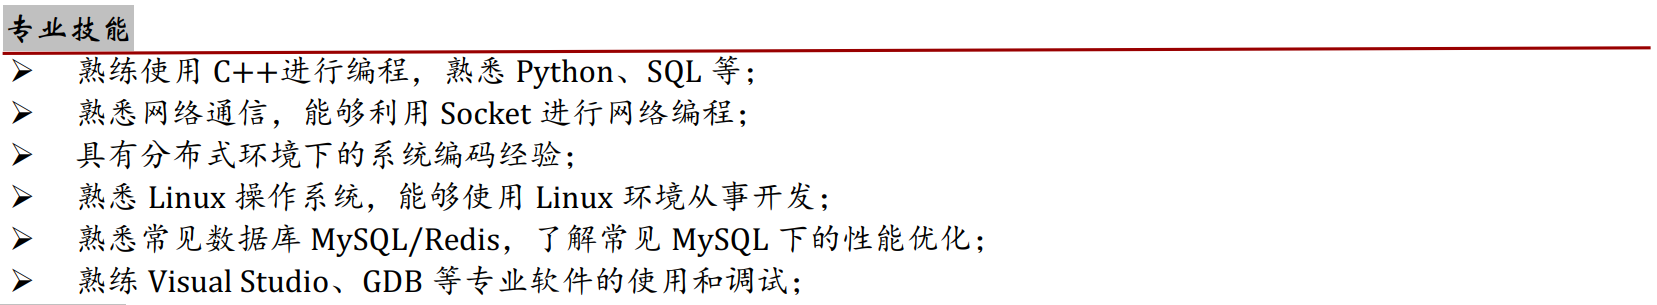 专业技能
➢ 熟练使用 C++进行编程，熟悉 Python、SQL 等；
➢ 熟悉网络通信，能够利用 Socket 进行网络编程；
➢ 具有分布式环境下的系统编码经验；
➢ 熟悉 Linux 操作系统，能够使用 Linux 环境从事开发；
➢ 熟悉常见数据库 MySQL/Redis，了解常见 MySQL 下的性能优化；
➢ 熟练 Visual Studio、GDB 等专业软件的使用和调试；